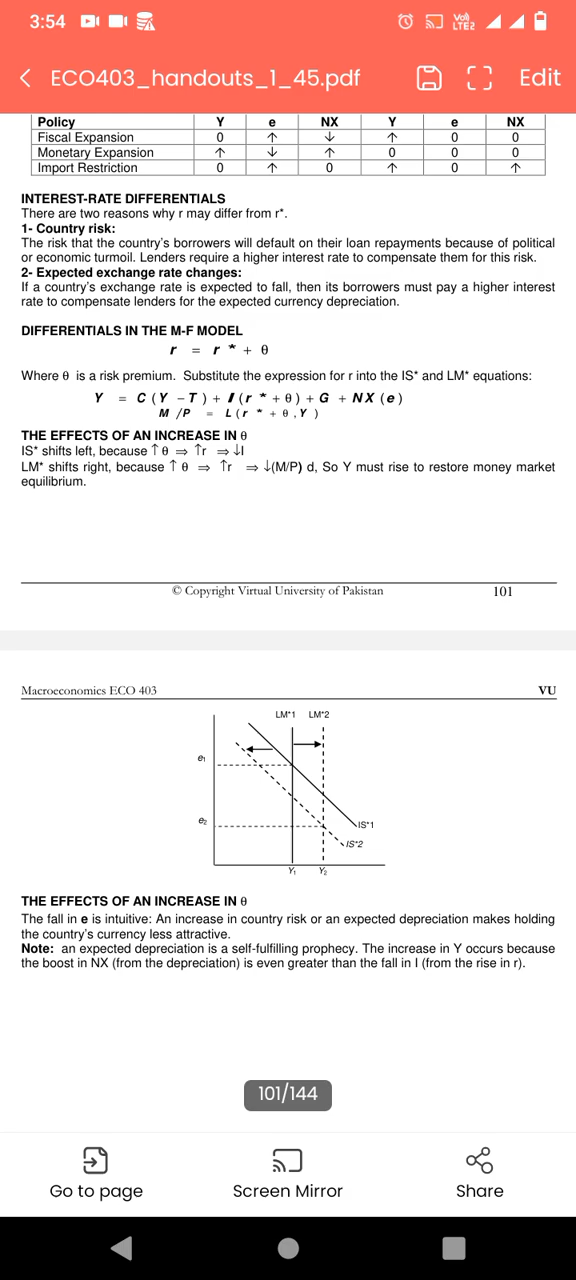 3:54
Vo)) LTE2
ECO403_handouts_1_45.pdf Edit
Policy Y e NX Y e NX
Fiscal Expansion 0 ↑ ↓ ↑ 0 0
Monetary Expansion ↑ ↓ ↑ 0 0 0
Import Restriction 0 ↑ 0 ↑ 0 ↑
INTEREST-RATE DIFFERENTIALS
There are two reasons why r may differ from r*.
1- Country risk:
The risk that the country's borrowers will default on their loan repayments because of political
or economic turmoil. Lenders require a higher interest rate to compensate them for this risk.
2- Expected exchange rate changes:
If a country's exchange rate is expected to fall, then its borrowers must pay a higher interest
rate to compensate lenders for the expected currency depreciation.
DIFFERENTIALS IN THE M-F MODEL
r = r * + θ
Where θ is a risk premium. Substitute the expression for r into the IS* and LM* equations:
Y = C ( Y − T ) + I ( r * + θ ) + G + NX ( e )
M / P = L ( r * + θ , Y )
THE EFFECTS OF AN INCREASE IN θ
IS* shifts left, because ↑ θ ⇒ ↑r ⇒ ↓I
LM* shifts right, because ↑ θ ⇒ ↑r ⇒ ↓(M/P) d, So Y must rise to restore money market
equilibrium.
© Copyright Virtual University of Pakistan 101
Macroeconomics ECO 403 VU
LM*1 LM*2
e1
e2
IS*1
IS*2
Y1 Y2
THE EFFECTS OF AN INCREASE IN θ
The fall in e is intuitive: An increase in country risk or an expected depreciation makes holding
the country's currency less attractive.
Note: an expected depreciation is a self-fulfilling prophecy. The increase in Y occurs because
the boost in NX (from the depreciation) is even greater than the fall in I (from the rise in r).
101/144
Go to page Screen Mirror Share